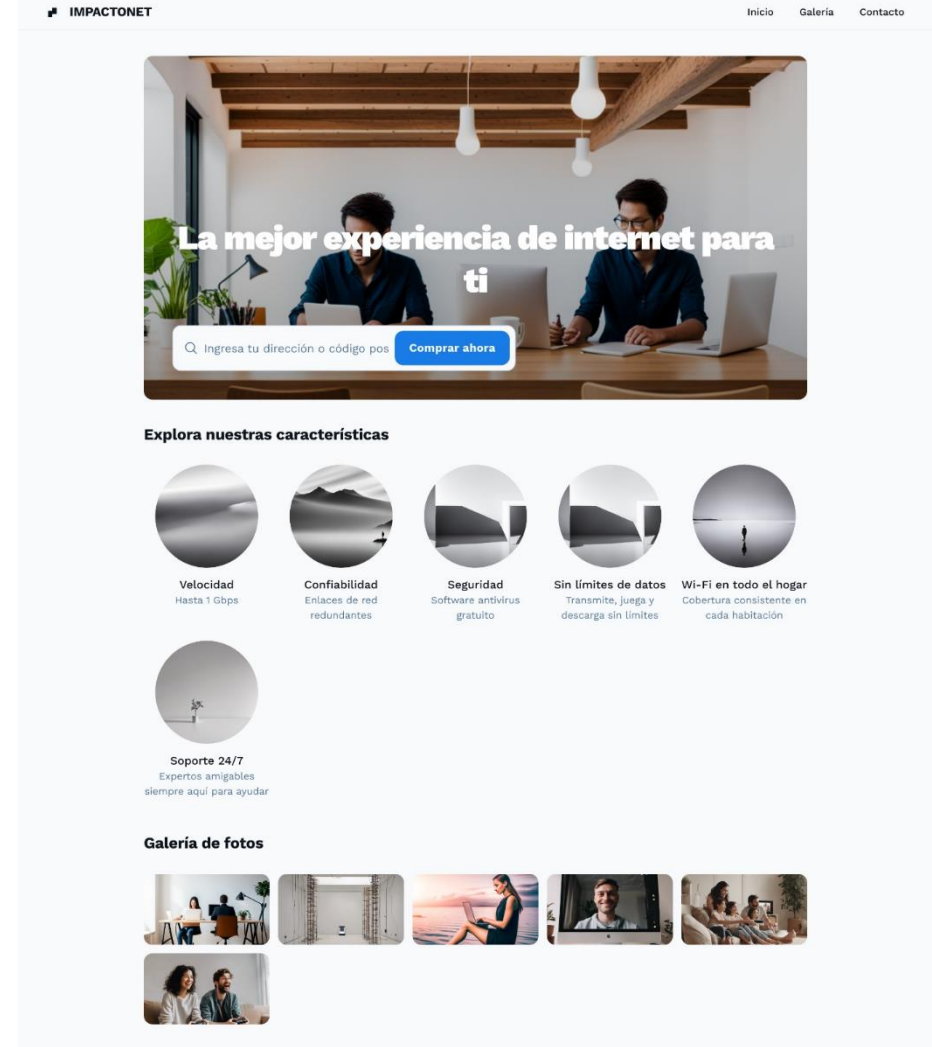 IMPACTONET
Inicio Galería Contacto
La mejor experiencia de internet para
ti
Ingresa tu dirección o código pos
Comprar ahora
Explora nuestras características
Velocidad
Hasta 1 Gbps
Confiabilidad
Enlaces de red
redundantes
Seguridad
Software antivirus
gratuito
Sin límites de datos
Transmite, juega y
descarga sin límites
Wi-Fi en todo el hogar
Cobertura consistente en
cada habitación
Soporte 24/7
Expertos amigables
siempre aquí para ayudar
Galería de fotos